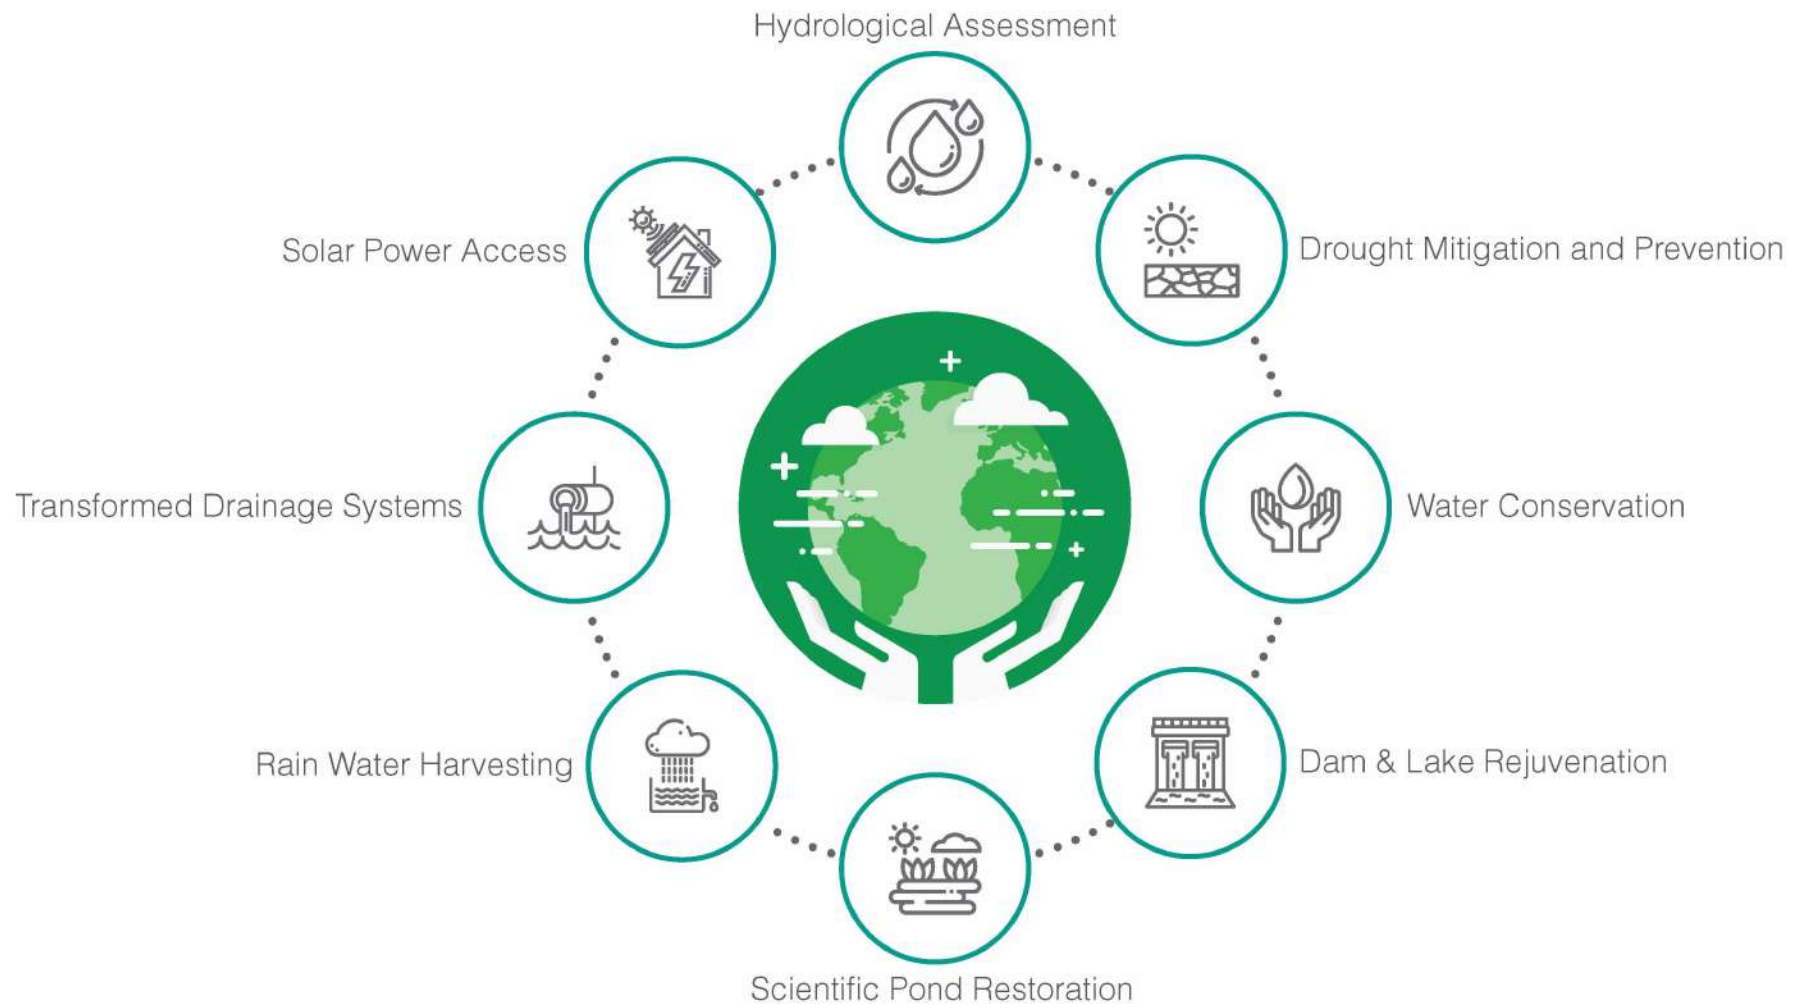 Hydrological Assessment
Solar Power Access
Drought Mitigation and Prevention
Transformed Drainage Systems
Water Conservation
Rain Water Harvesting
Dam & Lake Rejuvenation
Scientific Pond Restoration